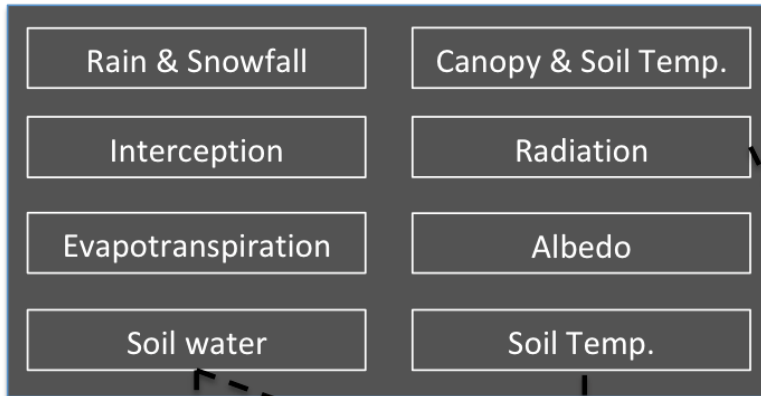 Rain & Snowfall
Canopy & Soil Temp.
Interception
Radiation
Evapotranspiration
Albedo
Soil water
Soil Temp.